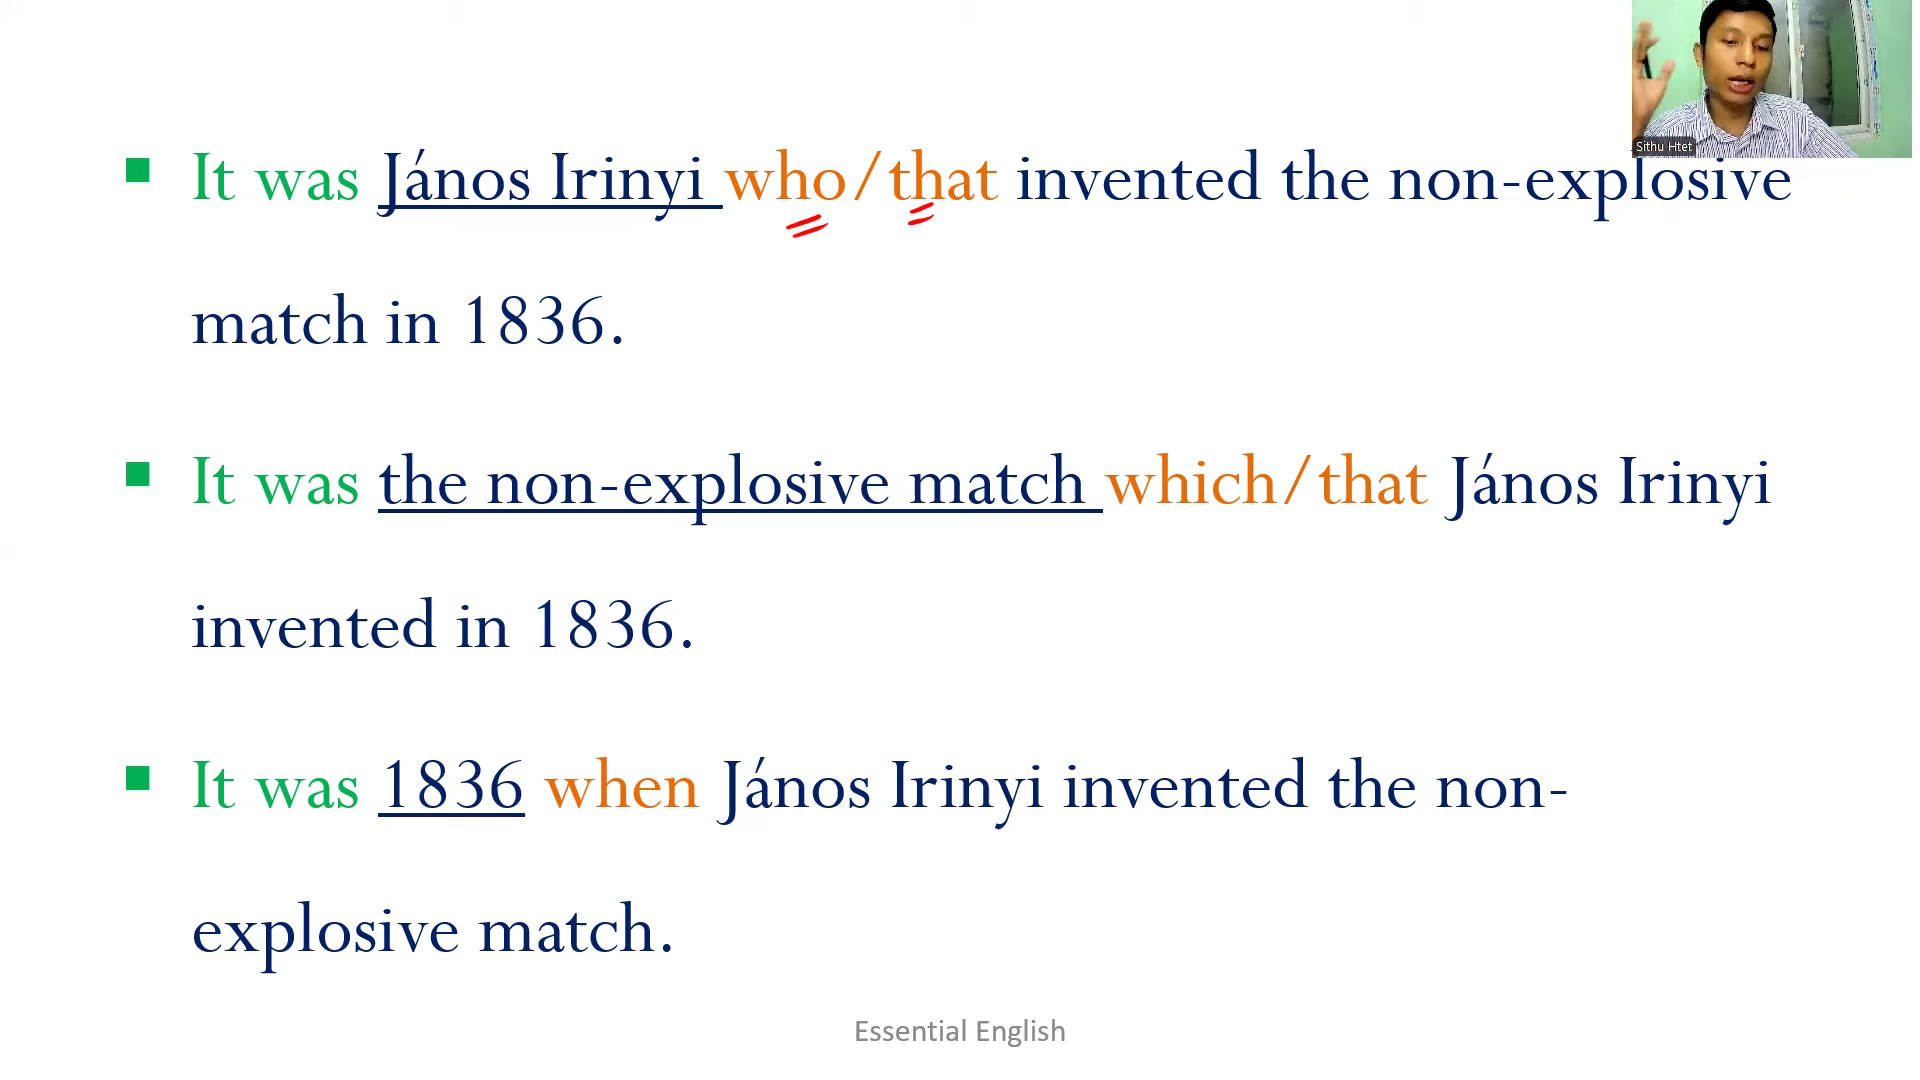 Sithu Htet
▪ It was János Irinyi who/that invented the non-explosive
match in 1836.
▪ It was the non-explosive match which/that János Irinyi
invented in 1836.
▪ It was 1836 when János Irinyi invented the non-
explosive match.
Essential English